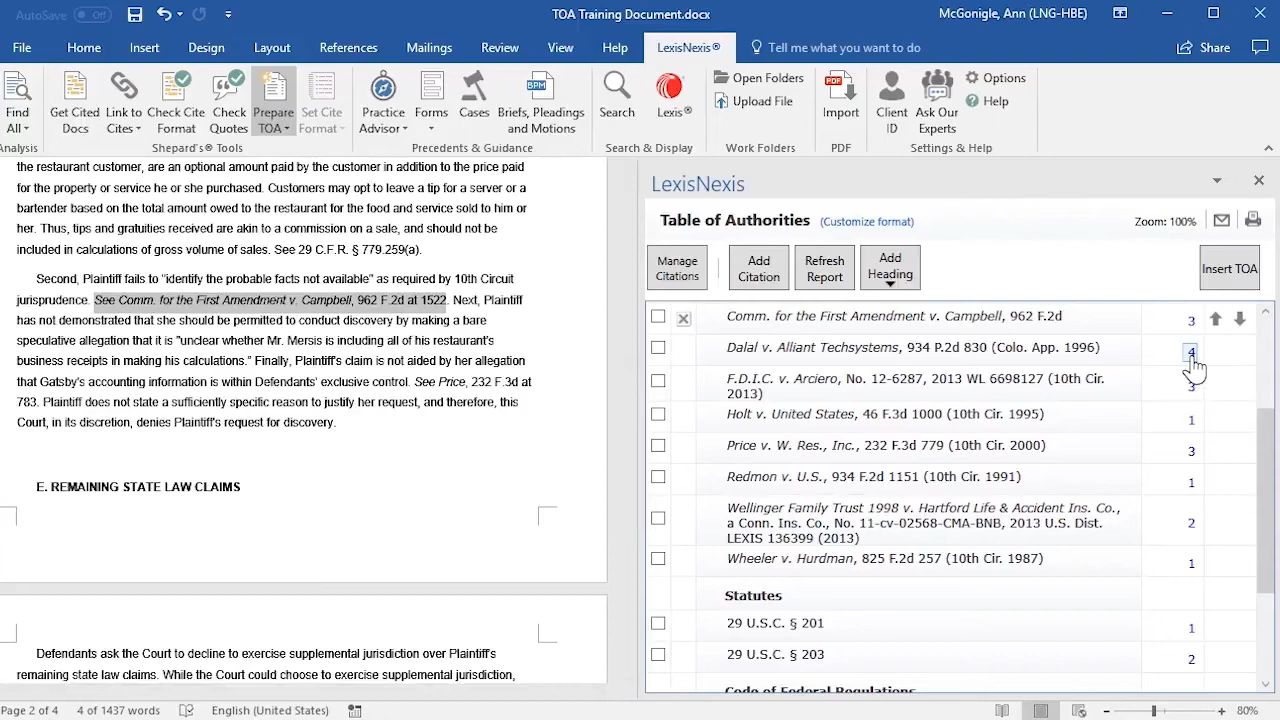 AutoSave Off
TOA Training Document.docx
McGonigle, Ann (LNG-HBE)
File Home Insert Design Layout References Mailings Review View Help LexisNexis® Tell me what you want to do Share
Find All
Get Cited Docs
Link to Cites
Check Cite Format
Check Quotes
Prepare TOA
Set Cite Format
Practice Advisor
Forms
Cases
Briefs, Pleadings and Motions
Search
Lexis®
Open Folders
Upload File
Import
Client ID
Ask Our Experts
Options
Help
Analysis
Shepard's® Tools
Precedents & Guidance
Search & Display
Work Folders
PDF
Settings & Help
the restaurant customer, are an optional amount paid by the customer in addition to the price paid
for the property or service he or she purchased. Customers may opt to leave a tip for a server or a
bartender based on the total amount owed to the restaurant for the food and service sold to him or
her. Thus, tips and gratuities received are akin to a commission on a sale, and should not be
included in calculations of gross volume of sales. See 29 C.F.R. § 779.259(a).
Second, Plaintiff fails to "identify the probable facts not available" as required by 10th Circuit
jurisprudence. See Comm. for the First Amendment v. Campbell, 962 F.2d at 1522. Next, Plaintiff
has not demonstrated that she should be permitted to conduct discovery by making a bare
speculative allegation that it is "unclear whether Mr. Mersis is including all of his restaurant's
business receipts in making his calculations." Finally, Plaintiff's claim is not aided by her allegation
that Gatsby's accounting information is within Defendants' exclusive control. See Price, 232 F.3d at
783. Plaintiff does not state a sufficiently specific reason to justify her request, and therefore, this
Court, in its discretion, denies Plaintiff's request for discovery.
E. REMAINING STATE LAW CLAIMS
Defendants ask the Court to decline to exercise supplemental jurisdiction over Plaintiff's
remaining state law claims. While the Court could choose to exercise supplemental jurisdiction,
LexisNexis
Table of Authorities (Customize format) Zoom: 100%
Manage Citations
Add Citation
Refresh Report
Add Heading
Insert TOA
Comm. for the First Amendment v. Campbell, 962 F.2d 3
Dalal v. Alliant Techsystems, 934 P.2d 830 (Colo. App. 1996) 4
F.D.I.C. v. Arciero, No. 12-6287, 2013 WL 6698127 (10th Cir. 3
2013)
Holt v. United States, 46 F.3d 1000 (10th Cir. 1995) 1
Price v. W. Res., Inc., 232 F.3d 779 (10th Cir. 2000) 3
Redmon v. U.S., 934 F.2d 1151 (10th Cir. 1991) 1
Wellinger Family Trust 1998 v. Hartford Life & Accident Ins. Co.,
a Conn. Ins. Co., No. 11-cv-02568-CMA-BNB, 2013 U.S. Dist. 2
LEXIS 136399 (2013)
Wheeler v. Hurdman, 825 F.2d 257 (10th Cir. 1987) 1
Statutes
29 U.S.C. § 201 1
29 U.S.C. § 203 2
Code of Federal Regulations
Page 2 of 4 4 of 1437 words English (United States) 80%